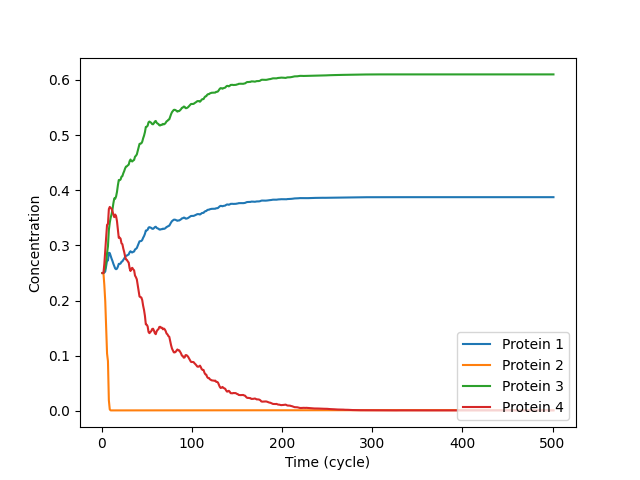 0.6
0.5
0.4
0.3
0.2
0.1
0.0
Concentration
0 100 200 300 400 500
Time (cycle)
Protein 1
Protein 2
Protein 3
Protein 4